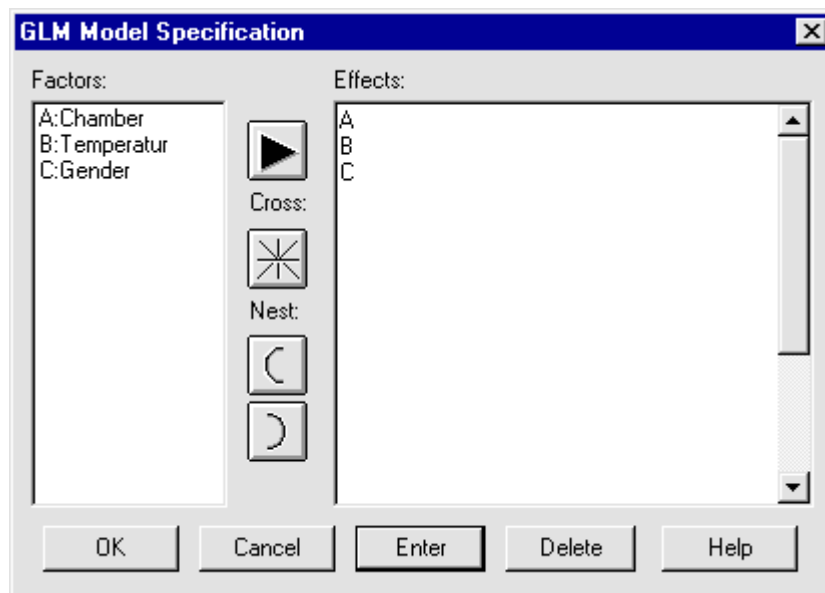 GLM Model Specification
Factors:
A:Chamber
B:Temperatur
C:Gender
Cross:
Nest:
Effects:
A
B
C
OK
Cancel
Enter
Delete
Help